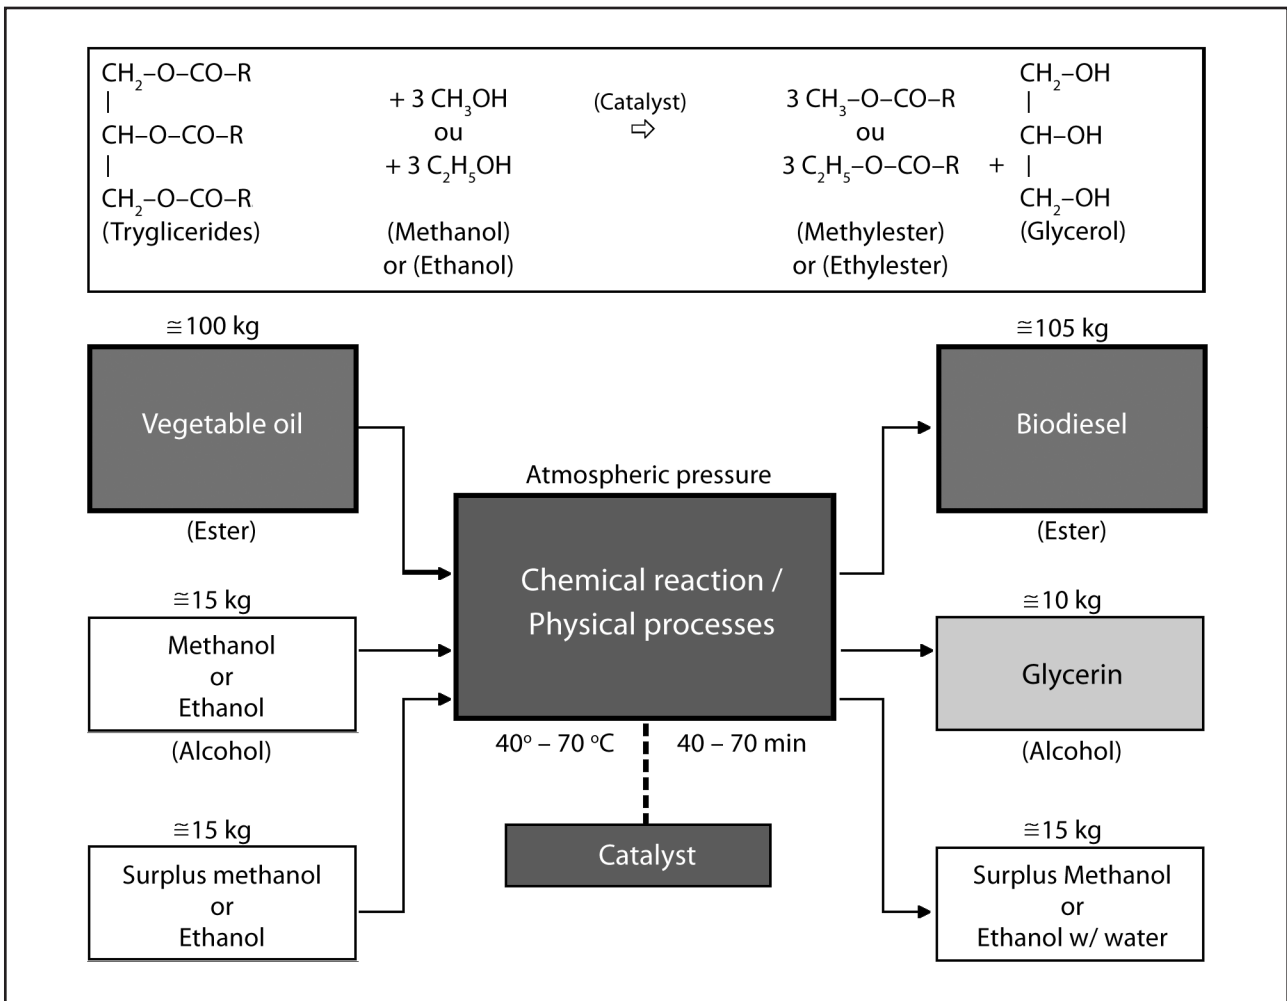 CH₂–O–CO–R
|
CH–O–CO–R
|
CH₂–O–CO–R
(Tryglicerides)
+ 3 CH₃OH
ou
+ 3 C₂H₅OH
(Methanol)
or (Ethanol)
(Catalyst)
⇨
3 CH₃–O–CO–R
ou
3 C₂H₅–O–CO–R
(Methylester)
or (Ethylester)
+
CH₂–OH
|
CH–OH
|
CH₂–OH
(Glycerol)
≅100 kg
Vegetable oil
(Ester)
≅15 kg
Methanol
or
Ethanol
(Alcohol)
≅15 kg
Surplus methanol
or
Ethanol
Atmospheric pressure
Chemical reaction /
Physical processes
40º – 70 ºC
40 – 70 min
Catalyst
≅105 kg
Biodiesel
(Ester)
≅10 kg
Glycerin
(Alcohol)
≅15 kg
Surplus Methanol
or
Ethanol w/ water